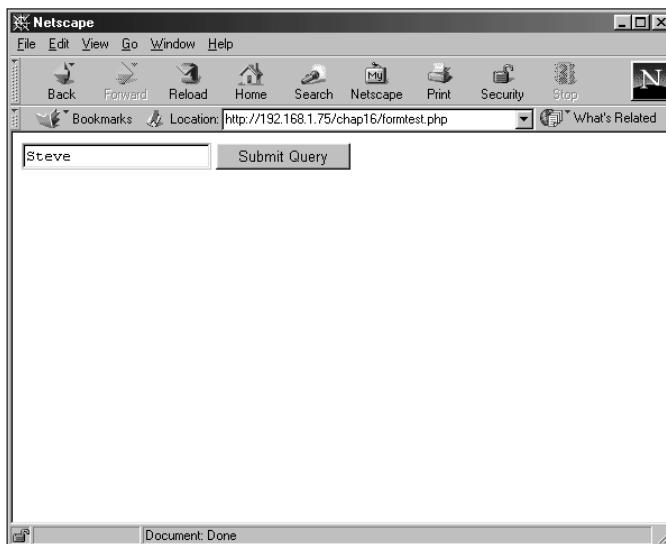 Netscape
File Edit View Go Window Help
Back Forward Reload Home Search My Netscape Print Security Stop N
Bookmarks Location: http://192.168.1.75/chap16/formtest.php What's Related
Steve Submit Query
Document: Done